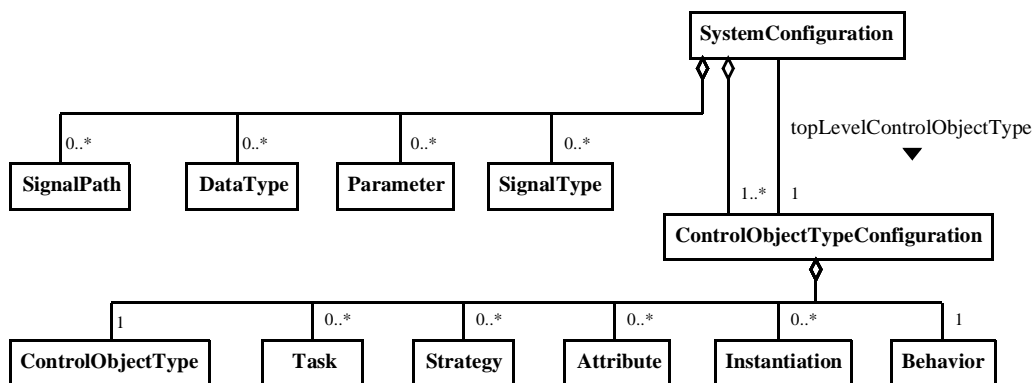 SystemConfiguration
topLevelControlObjectType
0..* 0..* 0..* 0..*
SignalPath DataType Parameter SignalType
1..* 1
ControlObjectTypeConfiguration
1 0..* 0..* 0..* 0..* 1
ControlObjectType Task Strategy Attribute Instantiation Behavior